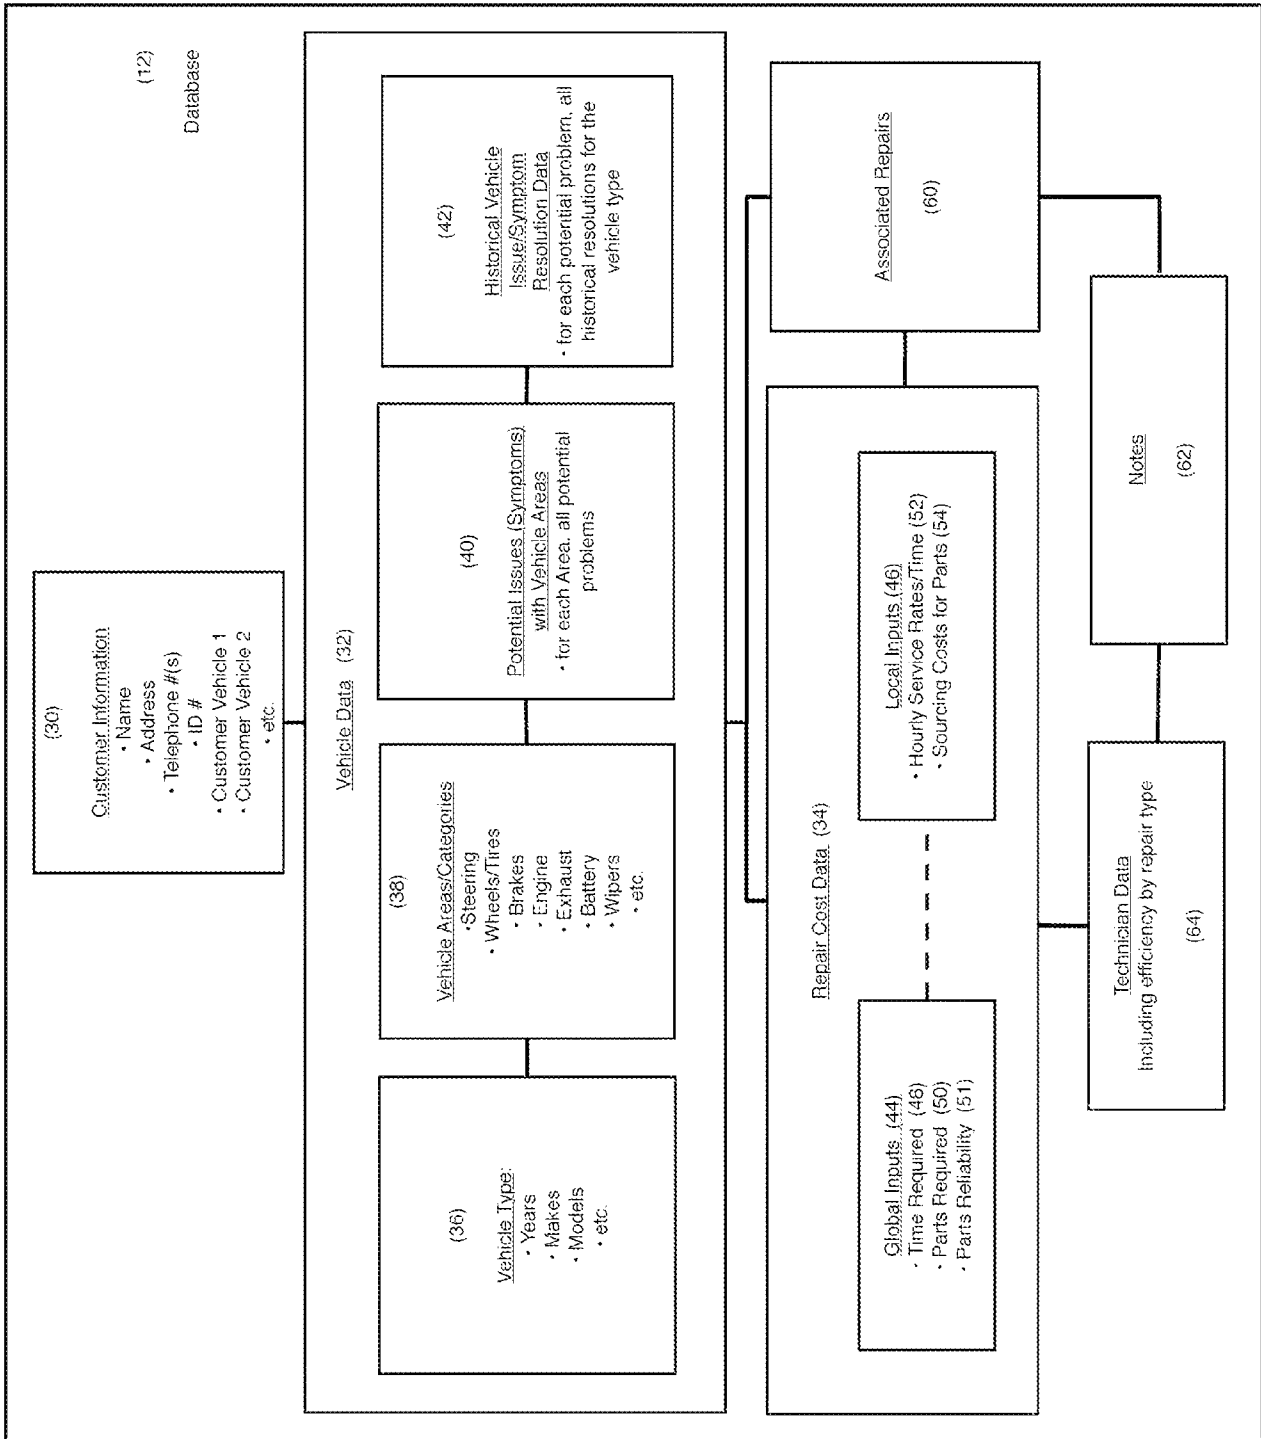 (12)
Database
(30)
Customer Information
• Name
• Address
• Telephone #(s)
• ID #
• Customer Vehicle 1
• Customer Vehicle 2
• etc.
Vehicle Data (32)
(36)
Vehicle Type:
• Years
• Makes
• Models
• etc.
(38)
Vehicle Areas/Categories
•Steering
• Wheels/Tires
• Brakes
• Engine
• Exhaust
• Battery
• Wipers
• etc.
(40)
Potential Issues (Symptoms)
with Vehicle Areas
• for each Area, all potential
problems
(42)
Historical Vehicle
Issue/Symptom
Resolution Data
• for each potential problem, all
historical resolutions for the
vehicle type
Repair Cost Data (34)
Global Inputs (44)
• Time Required (48)
• Parts Required (50)
• Parts Reliability (51)
Local Inputs (46)
• Hourly Service Rates/Time (52)
• Sourcing Costs for Parts (54)
Associated Repairs
(60)
Technician Data
Including efficiency by repair type
(64)
Notes
(62)